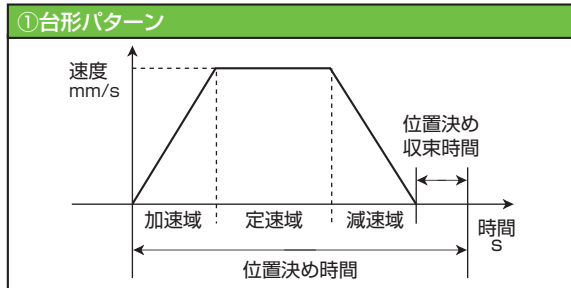 ①台形パターン
速度
mm/s
位置決め
収束時間
加速域
定速域
減速域
時間
s
位置決め時間